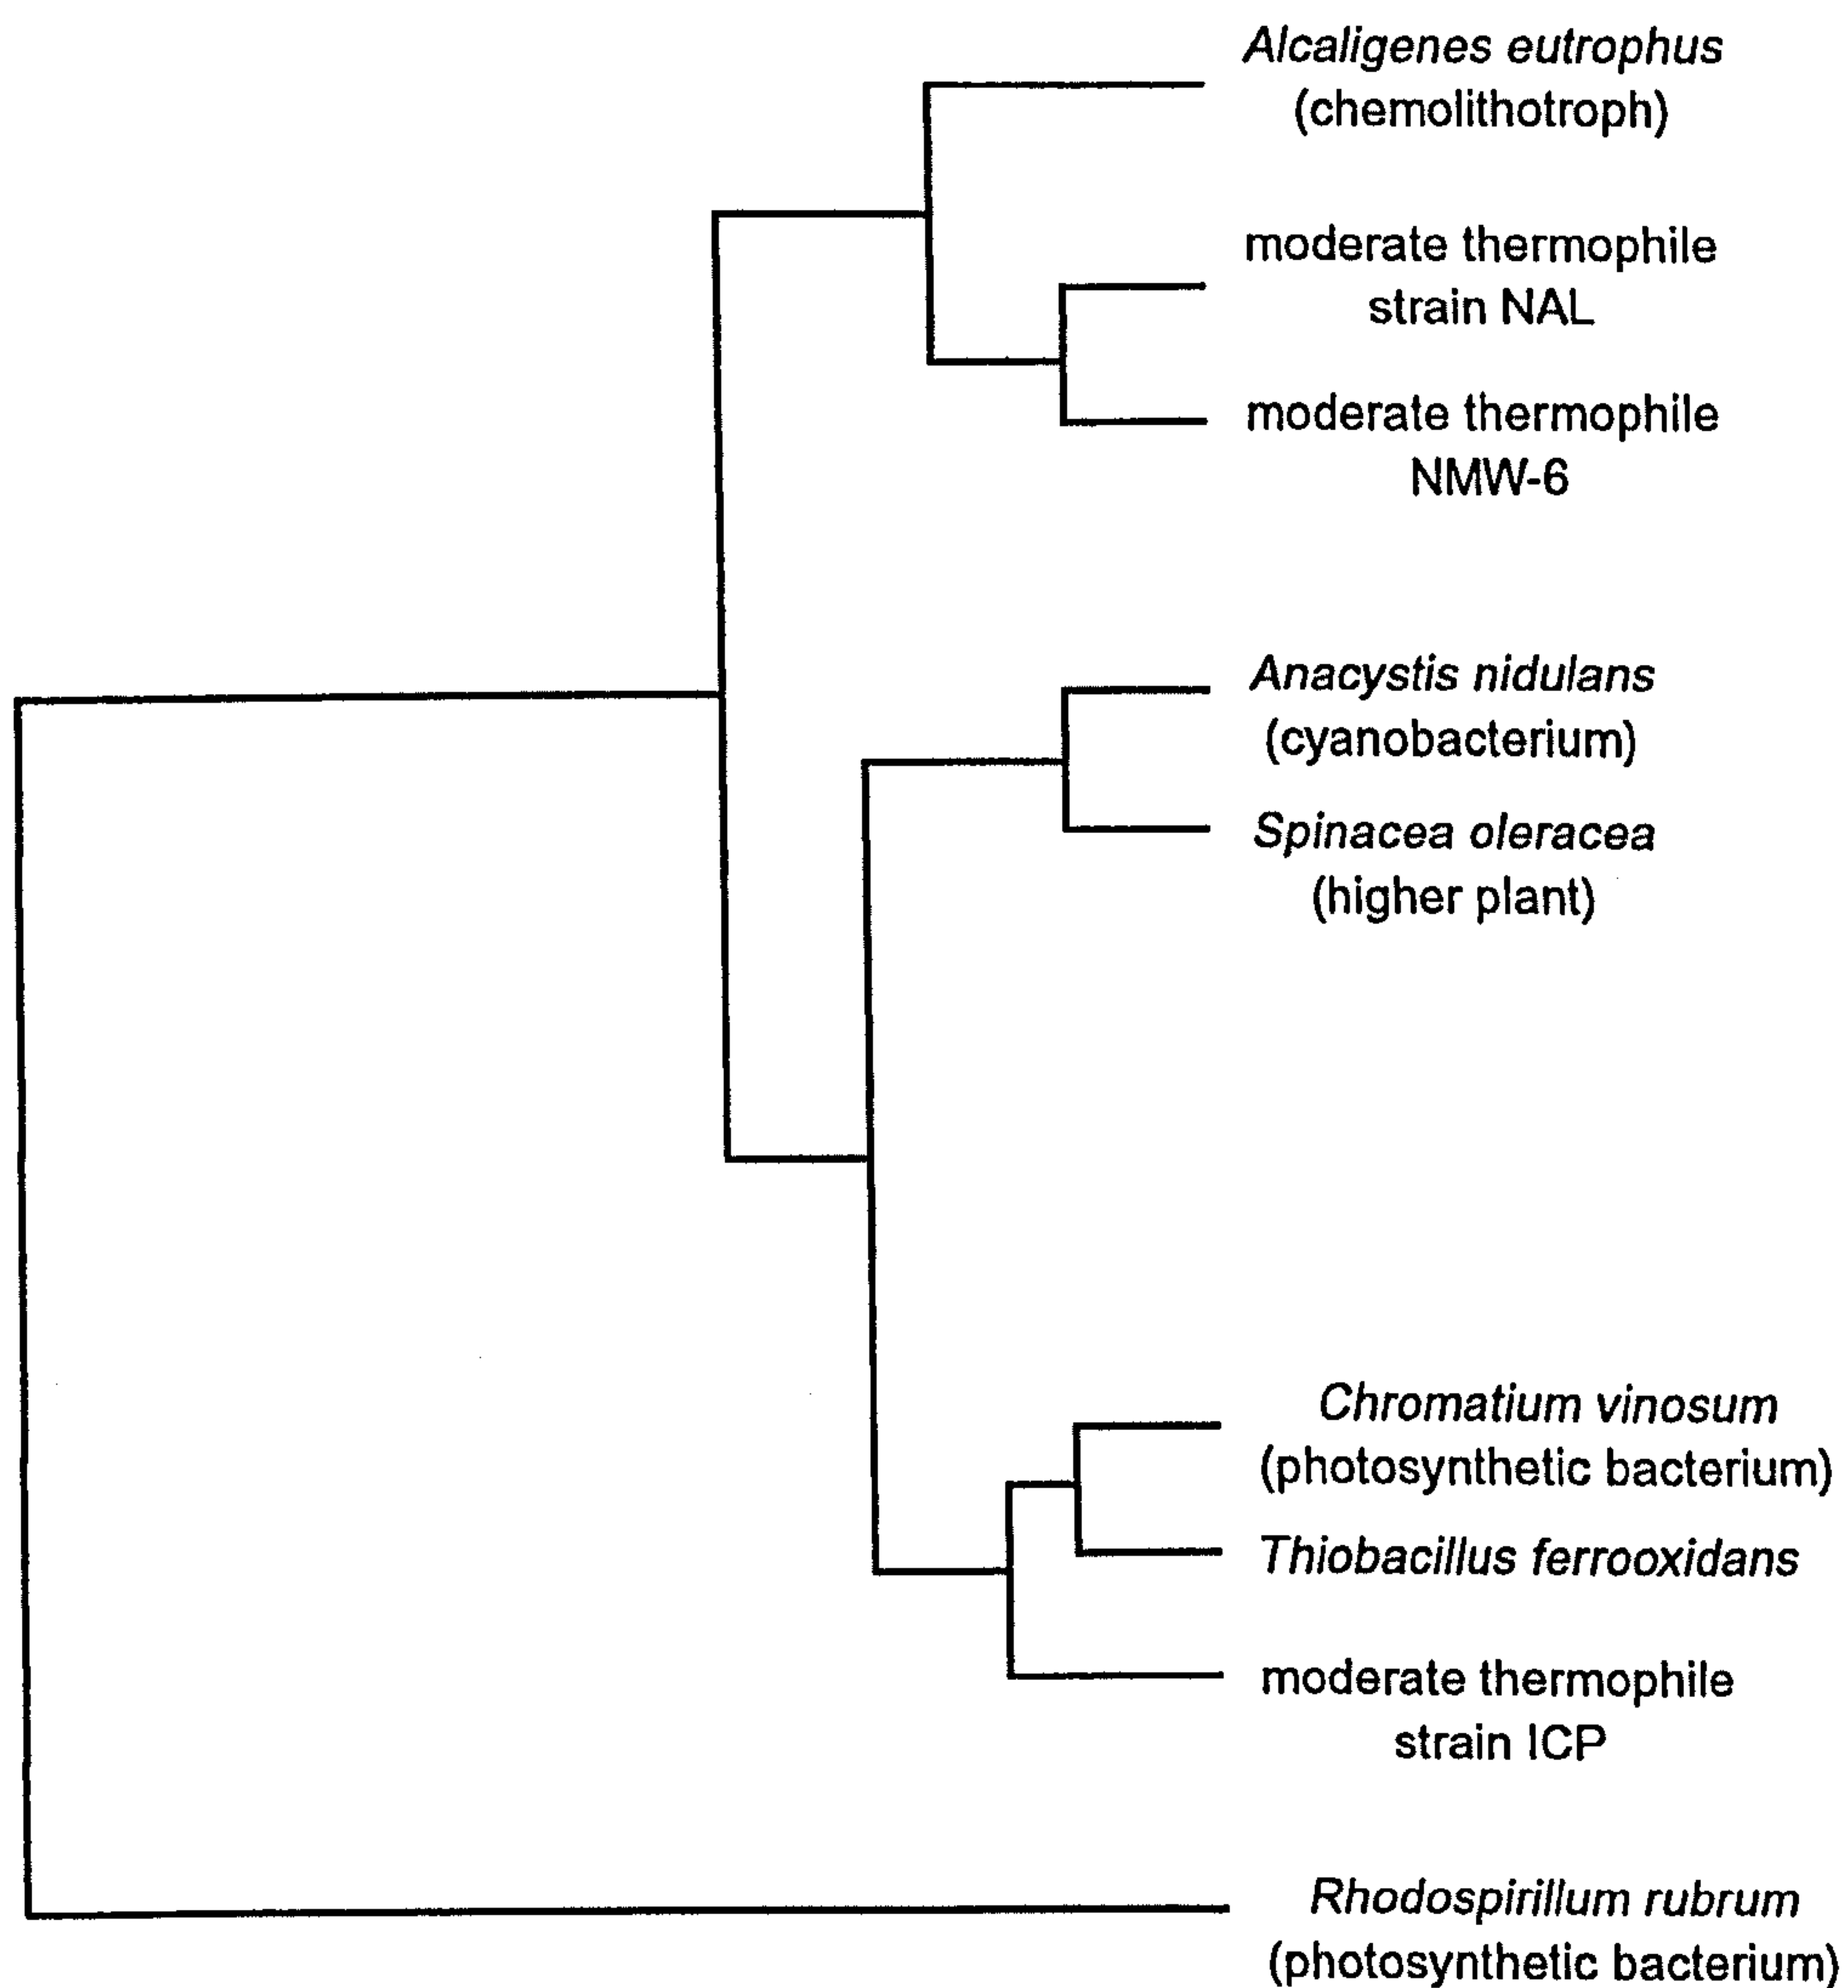 Alcaligenes eutrophus
(chemolithotroph)
moderate thermophile
strain NAL
moderate thermophile
NMW-6
Anacystis nidulans
(cyanobacterium)
Spinacea oleracea
(higher plant)
Chromatium vinosum
(photosynthetic bacterium)
Thiobacillus ferrooxidans
moderate thermophile
strain ICP
Rhodospirillum rubrum
(photosynthetic bacterium)